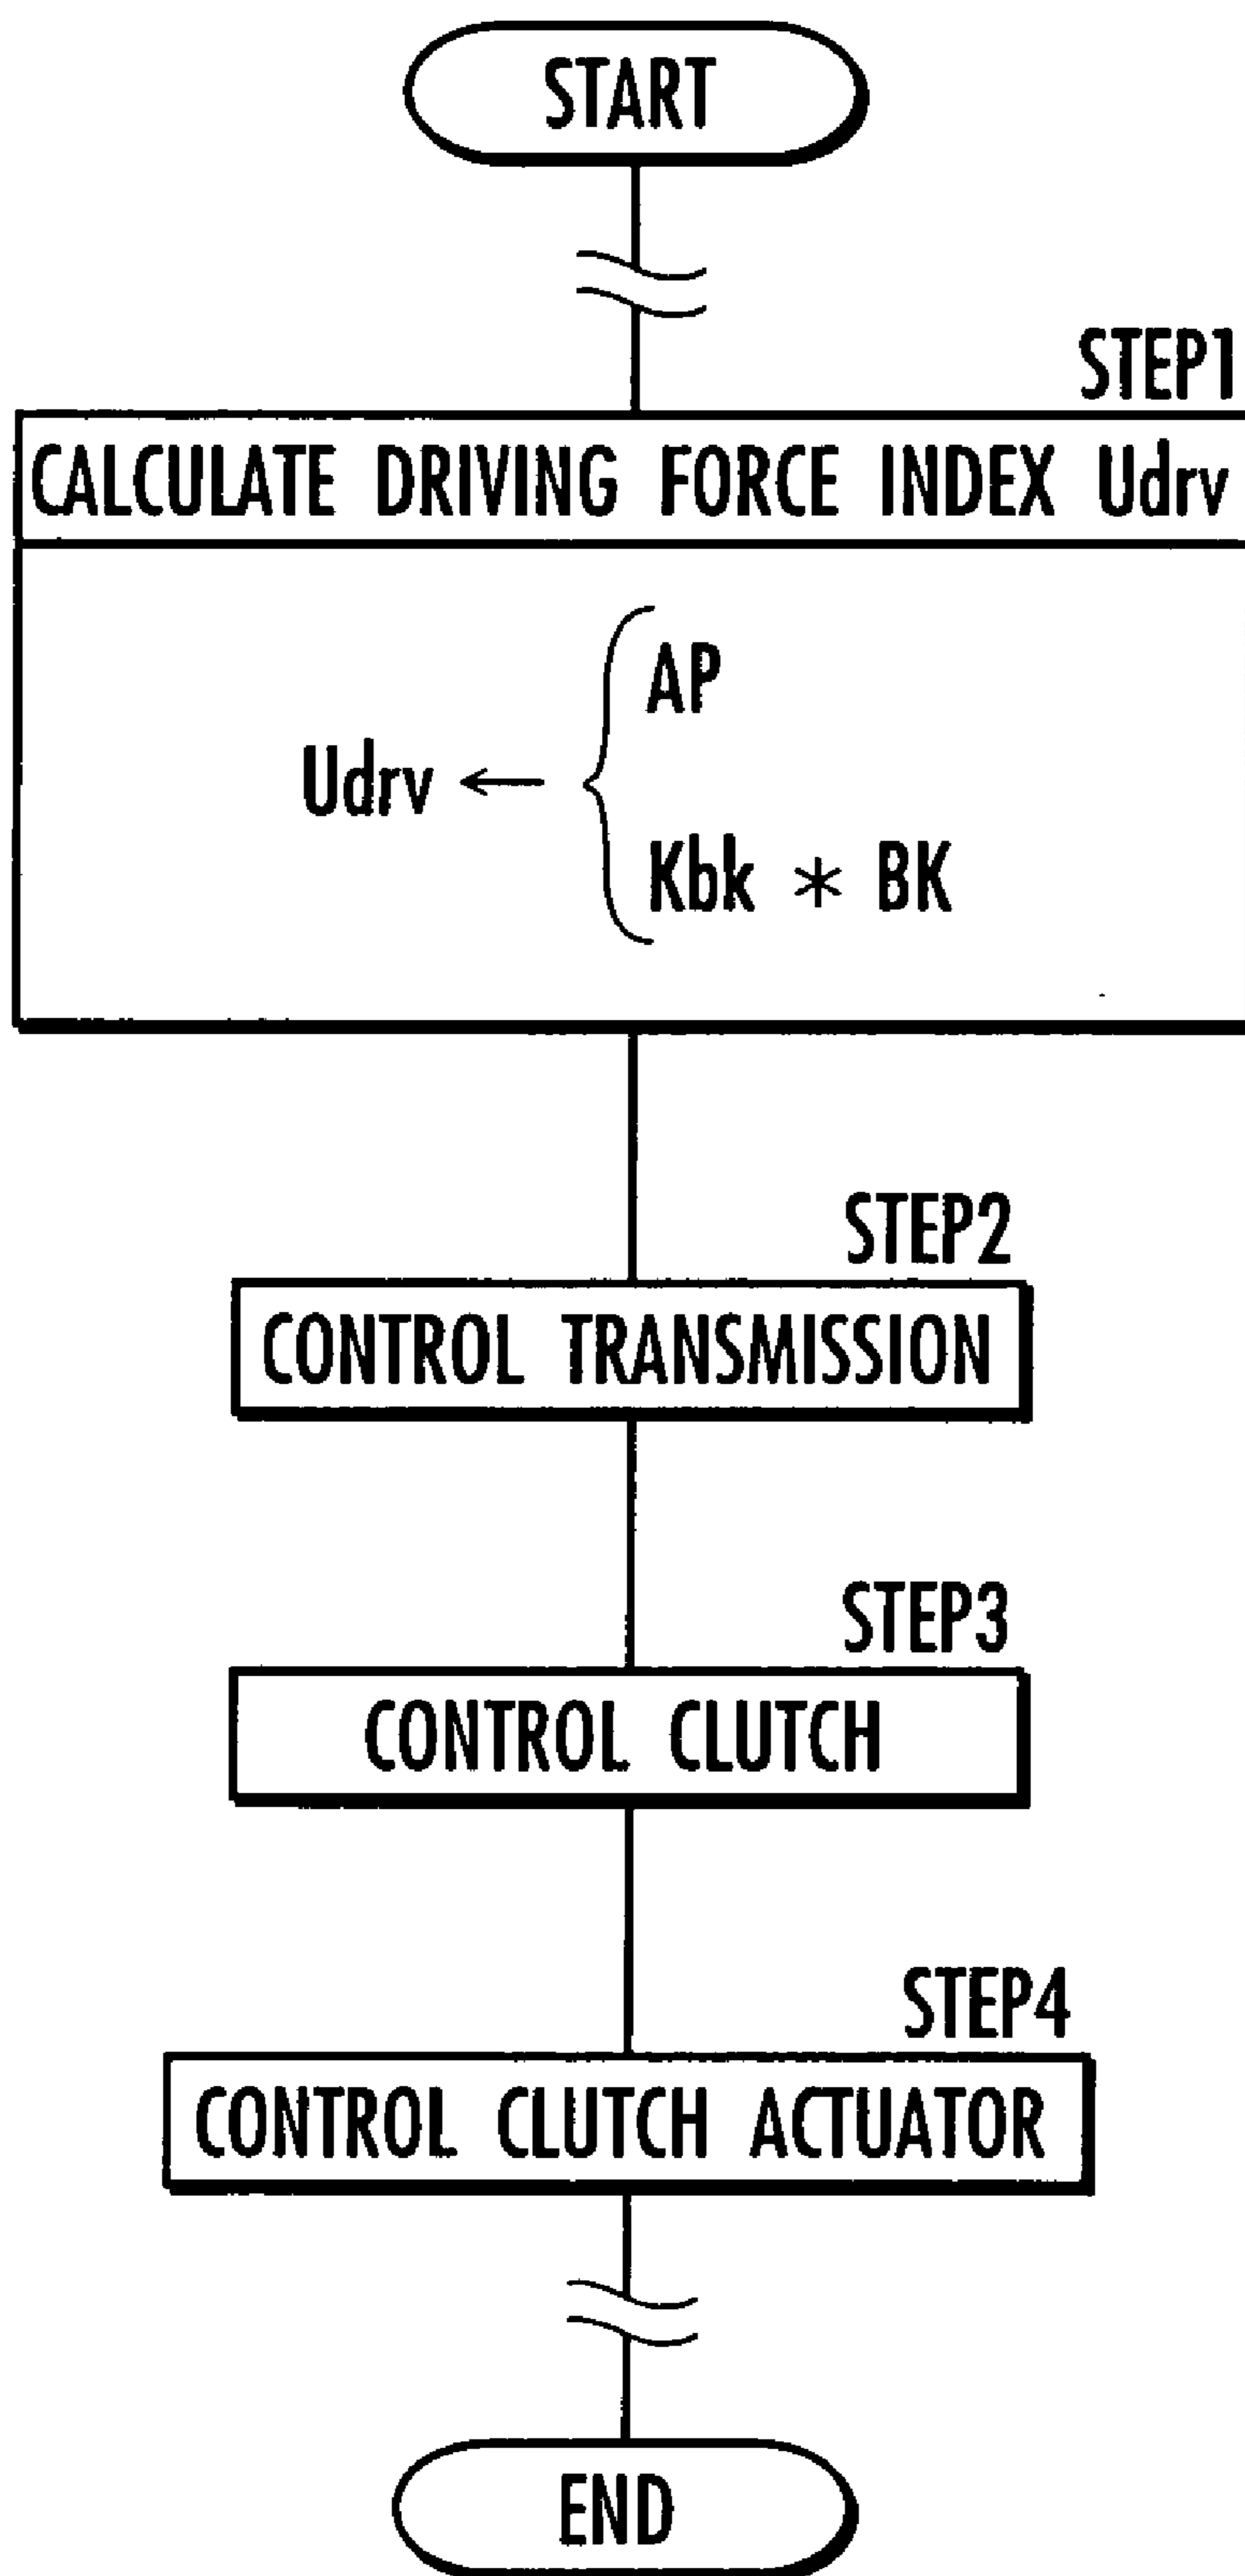 START
STEP1
CALCULATE DRIVING FORCE INDEX Udrv
AP
Udrv ←
Kbk * BK
STEP2
CONTROL TRANSMISSION
STEP3
CONTROL CLUTCH
STEP4
CONTROL CLUTCH ACTUATOR
END